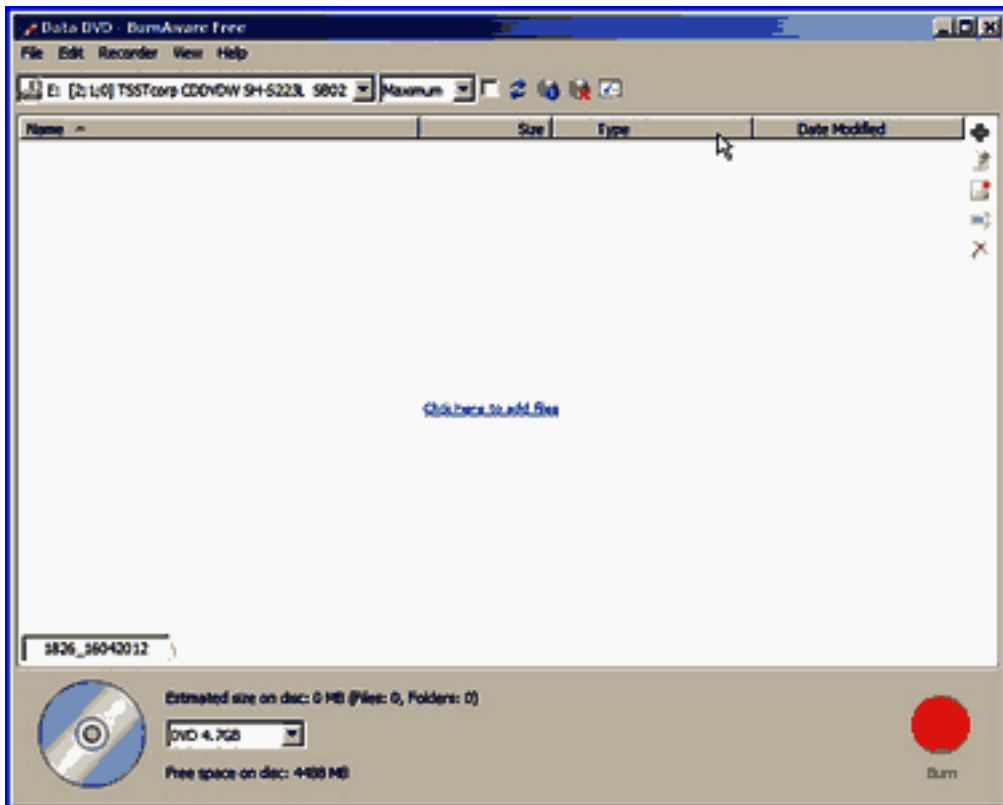 Data DVD - BurnAware Free
File Edit Recorder View Help
E: [2;1;0] TSSTcorp CDDVDW SH-S223L SB02 Maximum
Name Size Type Date Modified
Click here to add files
1826_16042012
Estimated size on disc: 0 MB (Files: 0, Folders: 0)
DVD 4.7GB
Free space on disc: 4488 MB
Burn